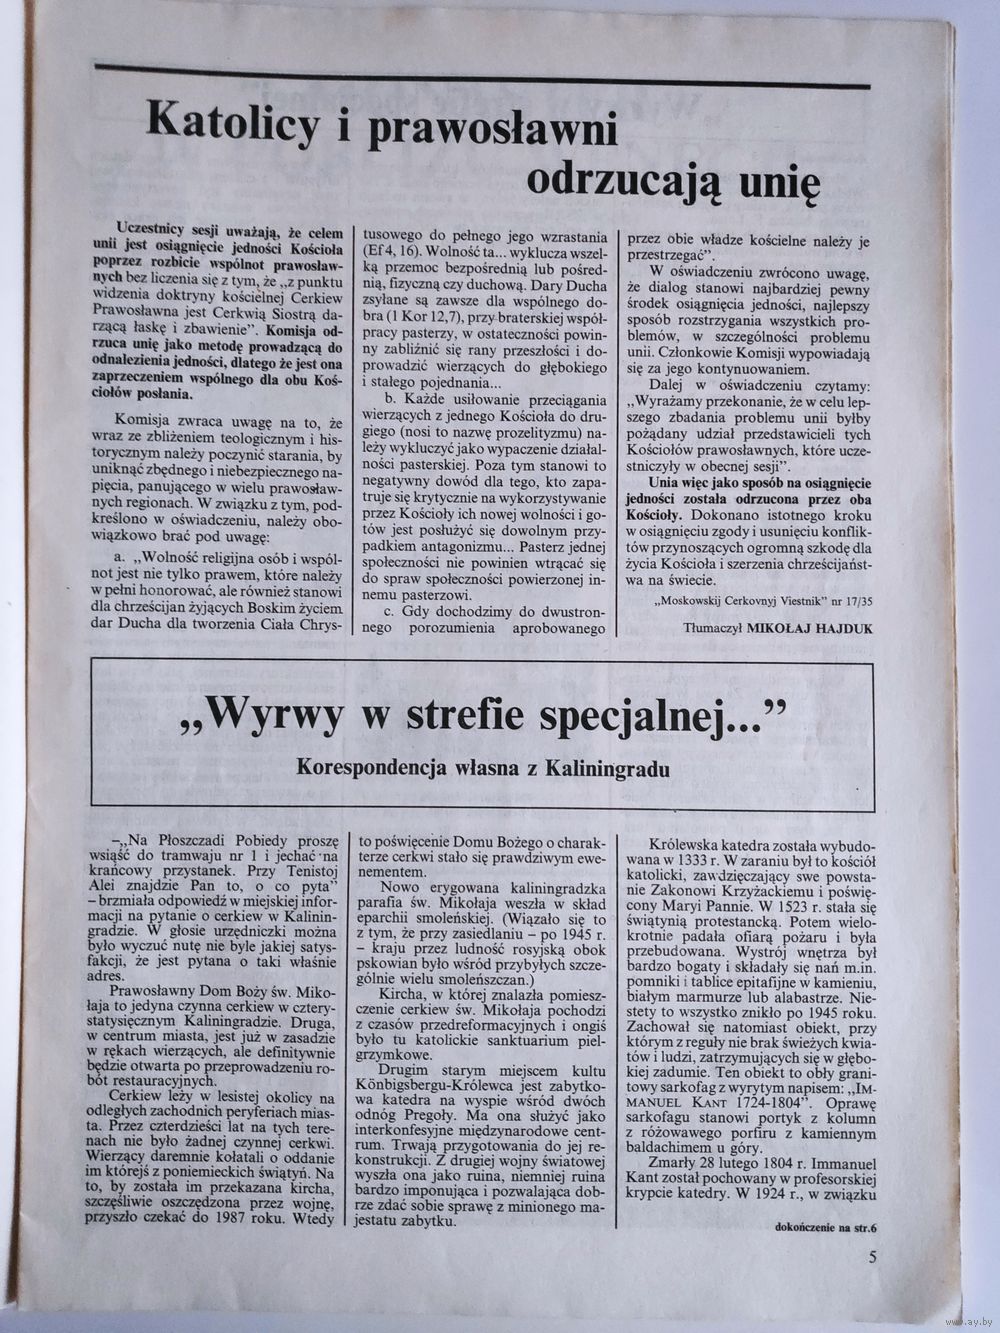 Katolicy i prawosławni
odrzucają unię
Uczestnicy sesji uważają, że celem
unii jest osiągnięcie jedności Kościoła
poprzez rozbicie wspólnot prawosław-
nych bez liczenia się z tym, że „z punktu
widzenia doktryny kościelnej Cerkiew
Prawosławna jest Cerkwią Siostrą da-
rzącą łaskę i zbawienie”. Komisja od-
rzuca unię jako metodę prowadzącą do
odnalezienia jedności, dlatego że jest ona
zaprzeczeniem wspólnego dla obu Koś-
ciołów posłania.
Komisja zwraca uwagę na to, że
wraz ze zbliżeniem teologicznym i his-
torycznym należy poczynić starania, by
uniknąć zbędnego i niebezpiecznego na-
pięcia, panującego w wielu prawosław-
nych regionach. W związku z tym, pod-
kreślono w oświadczeniu, należy obo-
wiązkowo brać pod uwagę:
a. „Wolność religijna osób i wspól-
not jest nie tylko prawem, które należy
w pełni honorować, ale również stanowi
dla chrześcijan żyjących Boskim życiem
dar Ducha dla tworzenia Ciała Chrys-
tusowego do pełnego jego wzrastania
(Ef 4, 16). Wolność ta... wyklucza wszel-
ką przemoc bezpośrednią lub pośred-
nią, fizyczną czy duchową. Dary Ducha
zsyłane są zawsze dla wspólnego do-
bra (1 Kor 12,7), przy braterskiej współ-
pracy pasterzy, w ostateczności powin-
ny zabliźnić się rany przeszłości i do-
prowadzić wierzących do głębokiego
i stałego pojednania...
b. Każde usiłowanie przeciągania
wierzących z jednego Kościoła do dru-
giego (nosi to nazwę prozelityzmu) na-
leży wykluczyć jako wypaczenie działal-
ności pasterskiej. Poza tym stanowi to
negatywny dowód dla tego, kto zapa-
truje się krytycznie na wykorzystywanie
przez Kościoły ich nowej wolności i go-
tów jest posłużyć się dowolnym przy-
padkiem antagonizmu... Pasterz jednej
społeczności nie powinien wtrącać się
do spraw społeczności powierzonej in-
nemu pasterzowi.
c. Gdy dochodzimy do dwustron-
nego porozumienia aprobowanego
przez obie władze kościelne należy je
przestrzegać”.
W oświadczeniu zwrócono uwagę,
że dialog stanowi najbardziej pewny
środek osiągnięcia jedności, najlepszy
sposób rozstrzygania wszystkich pro-
blemów, w szczególności problemu
unii. Członkowie Komisji wypowiadają
się za jego kontynuowaniem.
Dalej w oświadczeniu czytamy:
„Wyrażamy przekonanie, że w celu lep-
szego zbadania problemu unii byłby
pożądany udział przedstawicieli tych
Kościołów prawosławnych, które ucze-
stniczyły w obecnej sesji”.
Unia więc jako sposób na osiągnięcie
jedności została odrzucona przez oba
Kościoły. Dokonano istotnego kroku
w osiągnięciu zgody i usunięciu konflik-
tów przynoszących ogromną szkodę dla
życia Kościoła i szerzenia chrześcijańst-
wa na świecie.
„Moskowskij Cerkovnyj Viestnik” nr 17/35
Tłumaczył MIKOŁAJ HAJDUK
„Wyrwy w strefie specjalnej...”
Korespondencja własna z Kaliningradu
–„Na Płoszczadi Pobiedy proszę
wsiąść do tramwaju nr 1 i jechać na
krańcowy przystanek. Przy Tenistoj
Alei znajdzie Pan to, o co pyta”
– brzmiała odpowiedź w miejskiej infor-
macji na pytanie o cerkiew w Kalinin-
gradzie. W głosie urzędniczki można
było wyczuć nutę nie byle jakiej satys-
fakcji, że jest pytana o taki właśnie
adres.
Prawosławny Dom Boży św. Miko-
łaja to jedyna czynna cerkiew w cztery-
statysięcznym Kaliningradzie. Druga,
w centrum miasta, jest już w zasadzie
w rękach wierzących, ale definitywnie
będzie otwarta po przeprowadzeniu ro-
bót restauracyjnych.
Cerkiew leży w lesistej okolicy na
odległych zachodnich peryferiach mias-
ta. Przez czterdzieści lat na tych tere-
nach nie było żadnej czynnej cerkwi.
Wierzący daremnie kołatali o oddanie
im którejś z poniemieckich świątyń. Na
to, by została im przekazana kircha,
szczęśliwie oszczędzona przez wojnę,
przyszło czekać do 1987 roku. Wtedy
to poświęcenie Domu Bożego o charak-
terze cerkwi stało się prawdziwym ewe-
nementem.
Nowo erygowana kaliningradzka
parafia św. Mikołaja weszła w skład
eparchii smoleńskiej. (Wiązało się to
z tym, że przy zasiedlaniu – po 1945 r.
– kraju przez ludność rosyjską obok
pskowian było wśród przybyłych szcze-
gólnie wielu smoleńszczan.)
Kircha, w której znalazła pomiesz-
czenie cerkiew św. Mikołaja pochodzi
z czasów przedreformacyjnych i ongiś
było tu katolickie sanktuarium piel-
grzymkowe.
Drugim starym miejscem kultu
Könbigsbergu-Królewca jest zabytko-
wa katedra na wyspie wśród dwóch
odnóg Pregoły. Ma ona służyć jako
interkonfesyjne międzynarodowe cent-
rum. Trwają przygotowania do jej re-
konstrukcji. Z drugiej wojny światowej
wyszła ona jako ruina, niemniej ruina
bardzo imponująca i pozwalająca dob-
rze zdać sobie sprawę z minionego ma-
jestatu zabytku.
Królewska katedra została wybudo-
wana w 1333 r. W zaraniu był to kościół
katolicki, zawdzięczający swe powsta-
nie Zakonowi Krzyżackiemu i poświę-
cony Maryi Pannie. W 1523 r. stała się
świątynią protestancką. Potem wielo-
krotnie padała ofiarą pożaru i była
przebudowana. Wystrój wnętrza był
bardzo bogaty i składały się nań m.in.
pomniki i tablice epitafijne w kamieniu,
białym marmurze lub alabastrze. Nie-
stety to wszystko znikło po 1945 roku.
Zachował się natomiast obiekt, przy
którym z reguły nie brak świeżych kwia-
tów i ludzi, zatrzymujących się w głębo-
kiej zadumie. Ten obiekt to obły grani-
towy sarkofag z wyrytym napisem: „IM-
MANUEL KANT 1724-1804”. Oprawę
sarkofagu stanowi portyk z kolumn
z różowawego porfiru z kamiennym
baldachimem u góry.
Zmarły 28 lutego 1804 r. Immanuel
Kant został pochowany w profesorskiej
krypcie katedry. W 1924 r., w związku
dokończenie na str.6
5
www.ay.by